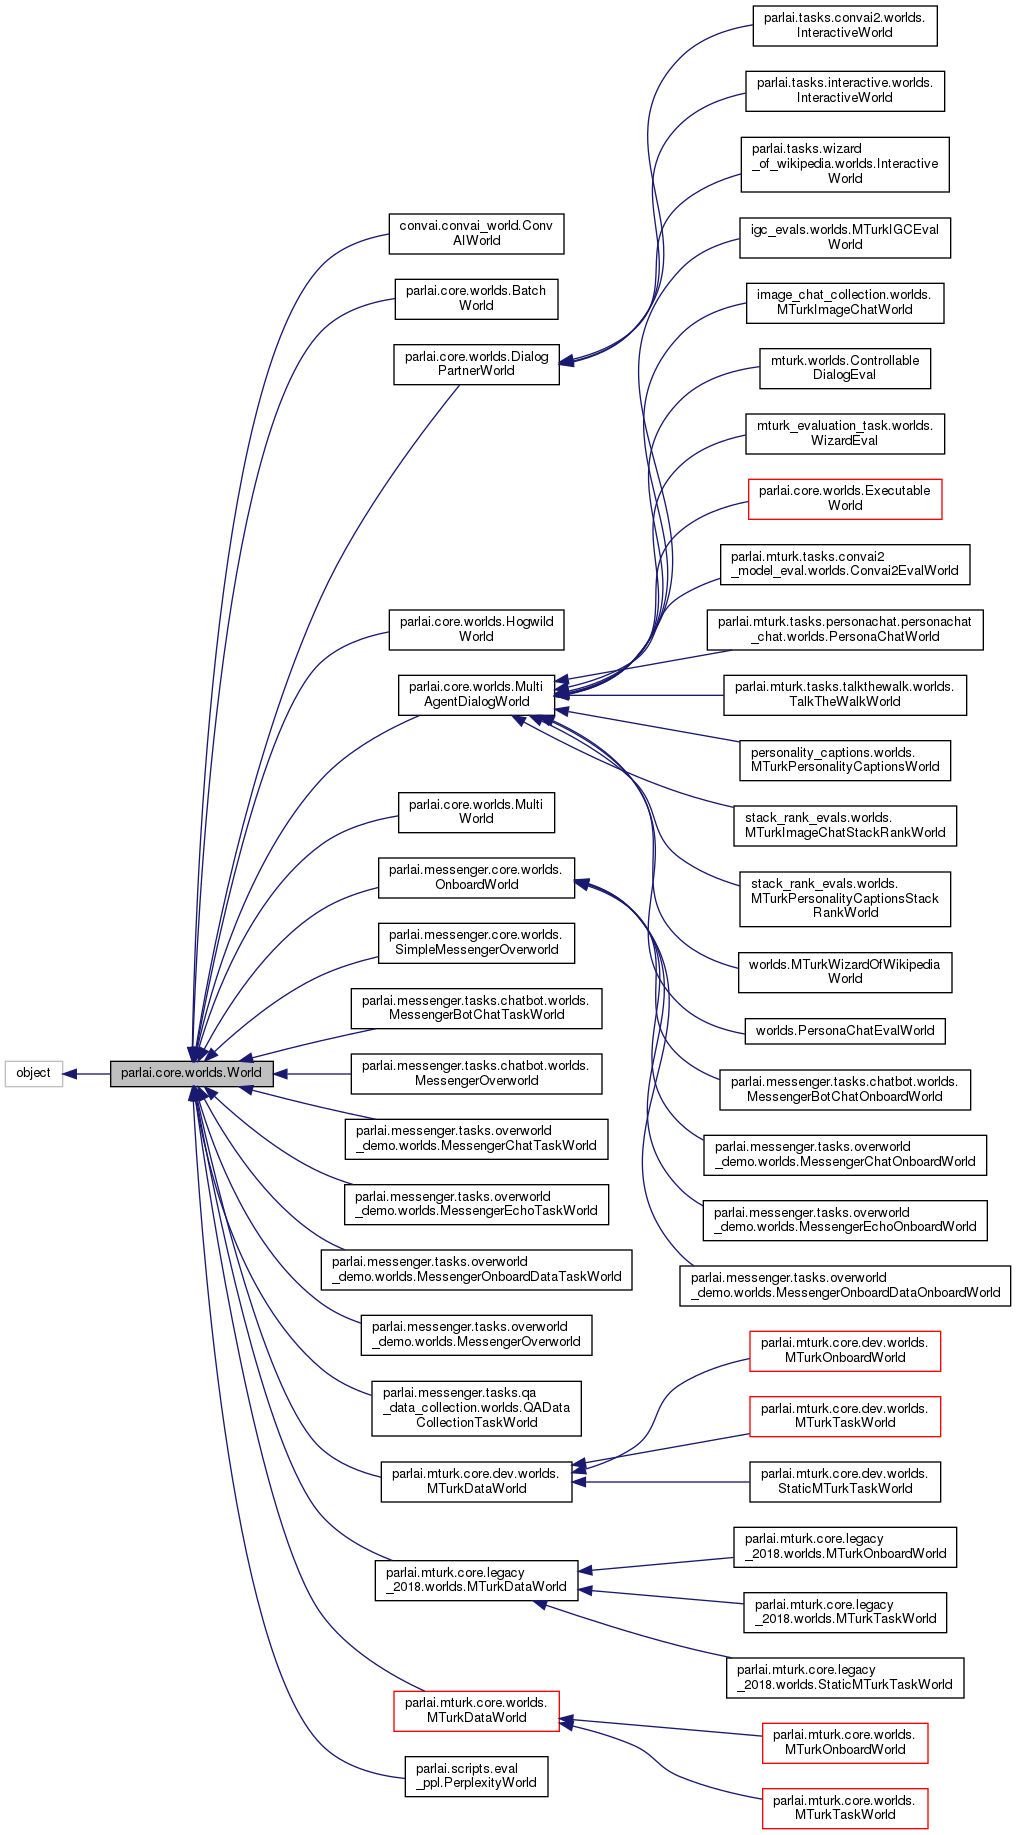 object
parlai.core.worlds.World
convai.convai_world.Conv
AIWorld
parlai.core.worlds.Batch
World
parlai.core.worlds.Dialog
PartnerWorld
parlai.core.worlds.Hogwild
World
parlai.core.worlds.Multi
AgentDialogWorld
parlai.core.worlds.Multi
World
parlai.messenger.core.worlds.
OnboardWorld
parlai.messenger.core.worlds.
SimpleMessengerOverworld
parlai.messenger.tasks.chatbot.worlds.
MessengerBotChatTaskWorld
parlai.messenger.tasks.chatbot.worlds.
MessengerOverworld
parlai.messenger.tasks.overworld
_demo.worlds.MessengerChatTaskWorld
parlai.messenger.tasks.overworld
_demo.worlds.MessengerEchoTaskWorld
parlai.messenger.tasks.overworld
_demo.worlds.MessengerOnboardDataTaskWorld
parlai.messenger.tasks.overworld
_demo.worlds.MessengerOverworld
parlai.messenger.tasks.qa
_data_collection.worlds.QAData
CollectionTaskWorld
parlai.mturk.core.dev.worlds.
MTurkDataWorld
parlai.mturk.core.legacy
_2018.worlds.MTurkDataWorld
parlai.mturk.core.worlds.
MTurkDataWorld
parlai.scripts.eval
_ppl.PerplexityWorld
parlai.tasks.convai2.worlds.
InteractiveWorld
parlai.tasks.interactive.worlds.
InteractiveWorld
parlai.tasks.wizard
_of_wikipedia.worlds.Interactive
World
igc_evals.worlds.MTurkIGCEval
World
image_chat_collection.worlds.
MTurkImageChatWorld
mturk.worlds.Controllable
DialogEval
mturk_evaluation_task.worlds.
WizardEval
parlai.core.worlds.Executable
World
parlai.mturk.tasks.convai2
_model_eval.worlds.Convai2EvalWorld
parlai.mturk.tasks.personachat.personachat
_chat.worlds.PersonaChatWorld
parlai.mturk.tasks.talkthewalk.worlds.
TalkTheWalkWorld
personality_captions.worlds.
MTurkPersonalityCaptionsWorld
stack_rank_evals.worlds.
MTurkImageChatStackRankWorld
stack_rank_evals.worlds.
MTurkPersonalityCaptionsStack
RankWorld
worlds.MTurkWizardOfWikipedia
World
worlds.PersonaChatEvalWorld
parlai.messenger.tasks.chatbot.worlds.
MessengerBotChatOnboardWorld
parlai.messenger.tasks.overworld
_demo.worlds.MessengerChatOnboardWorld
parlai.messenger.tasks.overworld
_demo.worlds.MessengerEchoOnboardWorld
parlai.messenger.tasks.overworld
_demo.worlds.MessengerOnboardDataOnboardWorld
parlai.mturk.core.dev.worlds.
MTurkOnboardWorld
parlai.mturk.core.dev.worlds.
MTurkTaskWorld
parlai.mturk.core.dev.worlds.
StaticMTurkTaskWorld
parlai.mturk.core.legacy
_2018.worlds.MTurkOnboardWorld
parlai.mturk.core.legacy
_2018.worlds.MTurkTaskWorld
parlai.mturk.core.legacy
_2018.worlds.StaticMTurkTaskWorld
parlai.mturk.core.worlds.
MTurkOnboardWorld
parlai.mturk.core.worlds.
MTurkTaskWorld